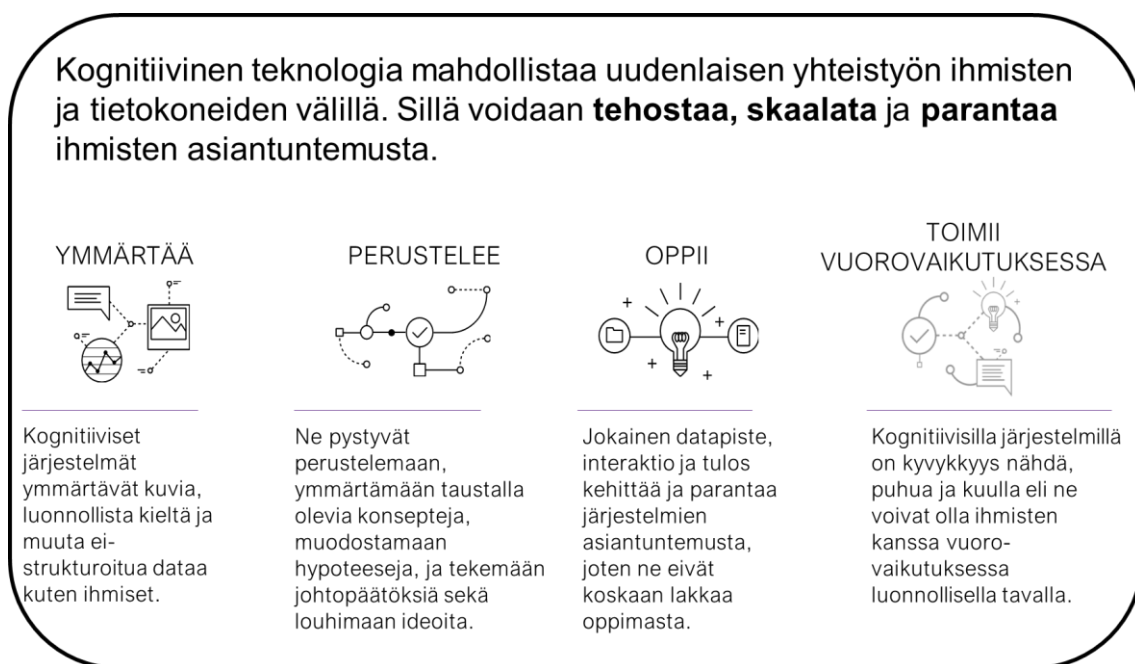 Kognitiivinen teknologia mahdollistaa uudenlaisen yhteistyön ihmisten
ja tietokoneiden välillä. Sillä voidaan tehostaa, skaalata ja parantaa
ihmisten asiantuntemusta.
YMMÄRTÄÄ
Kognitiiviset
järjestelmät
ymmärtävät kuvia,
luonnollista kieltä ja
muuta ei-
strukturoitua dataa
kuten ihmiset.
PERUSTELEE
Ne pystyvät
perustelemaan,
ymmärtämään taustalla
olevia konsepteja,
muodostamaan
hypoteeseja, ja tekemään
johtopäätöksiä sekä
louhimaan ideoita.
OPPII
Jokainen datapiste,
interaktio ja tulos
kehittää ja parantaa
järjestelmien
asiantuntemusta,
joten ne eivät
koskaan lakkaa
oppimasta.
TOIMII
VUOROVAIKUTUKSESSA
Kognitiivisilla järjestelmillä
on kyvykkyys nähdä,
puhua ja kuulla eli ne
voivat olla ihmisten
kanssa vuoro-
vaikutuksessa
luonnollisella tavalla.